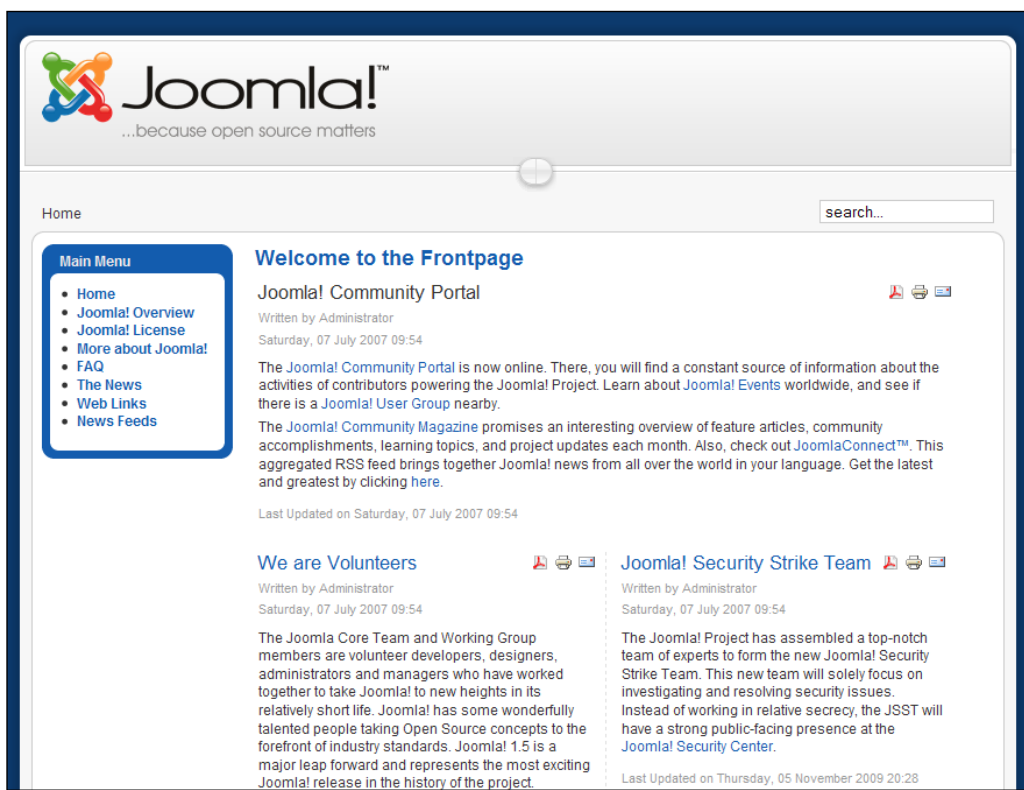 Joomla!™
...because open source matters
Home
search...
Main Menu
Home
Joomla! Overview
Joomla! License
More about Joomla!
FAQ
The News
Web Links
News Feeds
Welcome to the Frontpage
Joomla! Community Portal
Written by Administrator
Saturday, 07 July 2007 09:54
The Joomla! Community Portal is now online. There, you will find a constant source of information about the
activities of contributors powering the Joomla! Project. Learn about Joomla! Events worldwide, and see if
there is a Joomla! User Group nearby.
The Joomla! Community Magazine promises an interesting overview of feature articles, community
accomplishments, learning topics, and project updates each month. Also, check out JoomlaConnect™. This
aggregated RSS feed brings together Joomla! news from all over the world in your language. Get the latest
and greatest by clicking here.
Last Updated on Saturday, 07 July 2007 09:54
We are Volunteers
Written by Administrator
Saturday, 07 July 2007 09:54
The Joomla Core Team and Working Group
members are volunteer developers, designers,
administrators and managers who have worked
together to take Joomla! to new heights in its
relatively short life. Joomla! has some wonderfully
talented people taking Open Source concepts to the
forefront of industry standards. Joomla! 1.5 is a
major leap forward and represents the most exciting
Joomla! release in the history of the project.
Joomla! Security Strike Team
Written by Administrator
Saturday, 07 July 2007 09:54
The Joomla! Project has assembled a top-notch
team of experts to form the new Joomla! Security
Strike Team. This new team will solely focus on
investigating and resolving security issues.
Instead of working in relative secrecy, the JSST will
have a strong public-facing presence at the
Joomla! Security Center.
Last Updated on Thursday, 05 November 2009 20:28